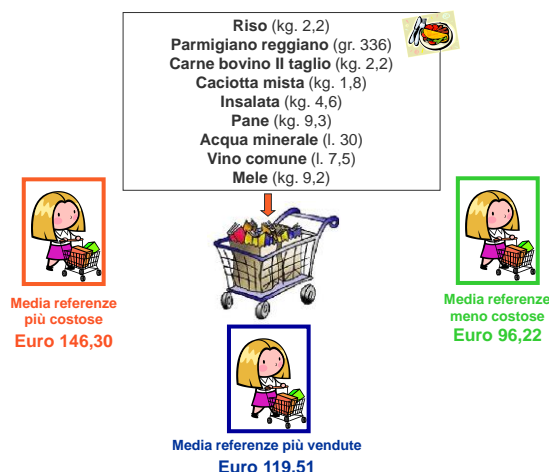 Riso (kg. 2,2)
Parmigiano reggiano (gr. 336)
Carne bovino II taglio (kg. 2,2)
Caciotta mista (kg. 1,8)
Insalata (kg. 4,6)
Pane (kg. 9,3)
Acqua minerale (l. 30)
Vino comune (l. 7,5)
Mele (kg. 9,2)
Media referenze
più costose
Euro 146,30
Media referenze
meno costose
Euro 96,22
Media referenze più vendute
Euro 119,51